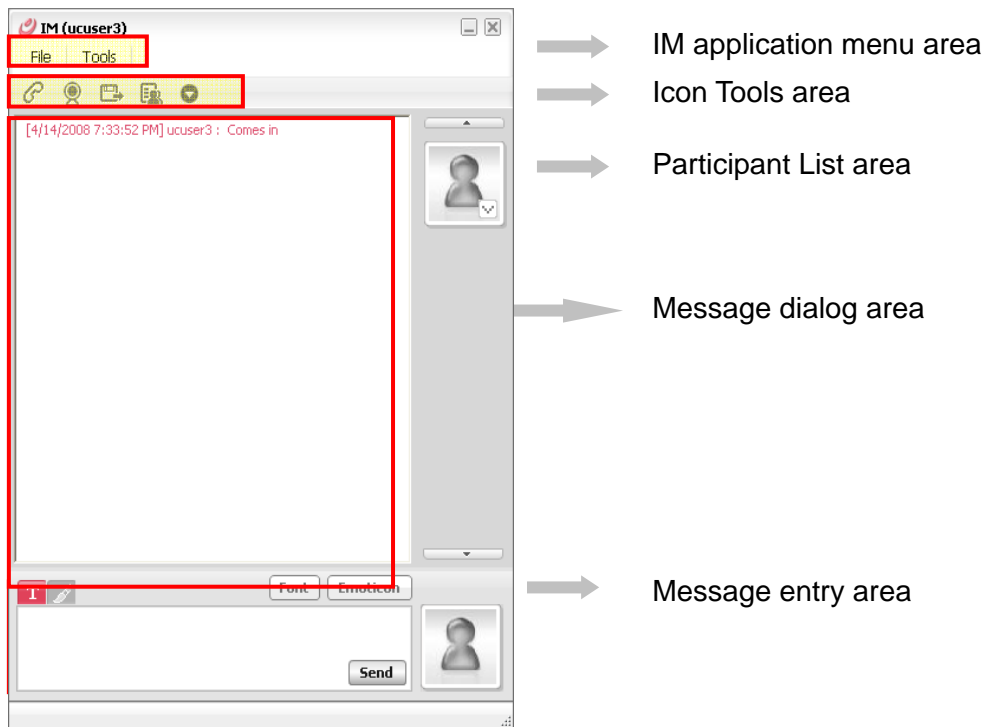 IM (ucuser3)
File Tools
[4/14/2008 7:33:52 PM] ucuser3 : Comes in
T
Font Emoticon
Send
IM application menu area
Icon Tools area
Participant List area
Message dialog area
Message entry area